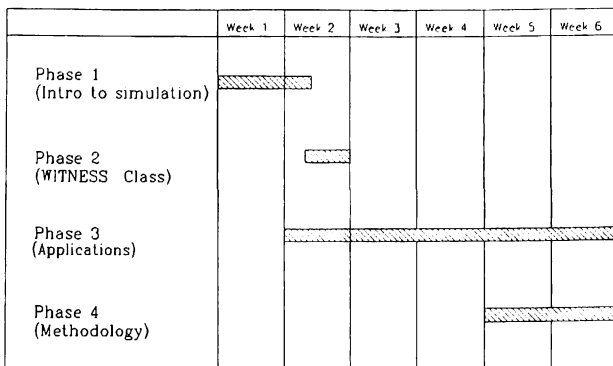 Week 1 Week 2 Week 3 Week 4 Week 5 Week 6
Phase 1
(Intro to simulation)
Phase 2
(WITNESS Class)
Phase 3
(Applications)
Phase 4
(Methodology)